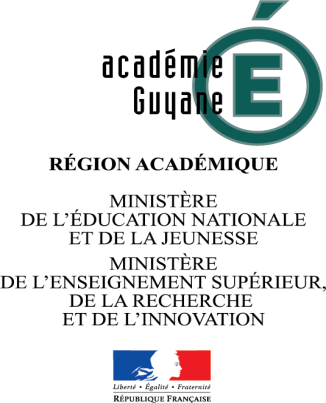 académie
Guyane
É
RÉGION ACADÉMIQUE
MINISTÈRE
DE L'ÉDUCATION NATIONALE
ET DE LA JEUNESSE
MINISTÈRE
DE L'ENSEIGNEMENT SUPÉRIEUR,
DE LA RECHERCHE
ET DE L'INNOVATION
Liberté • Égalité • Fraternité
RÉPUBLIQUE FRANÇAISE